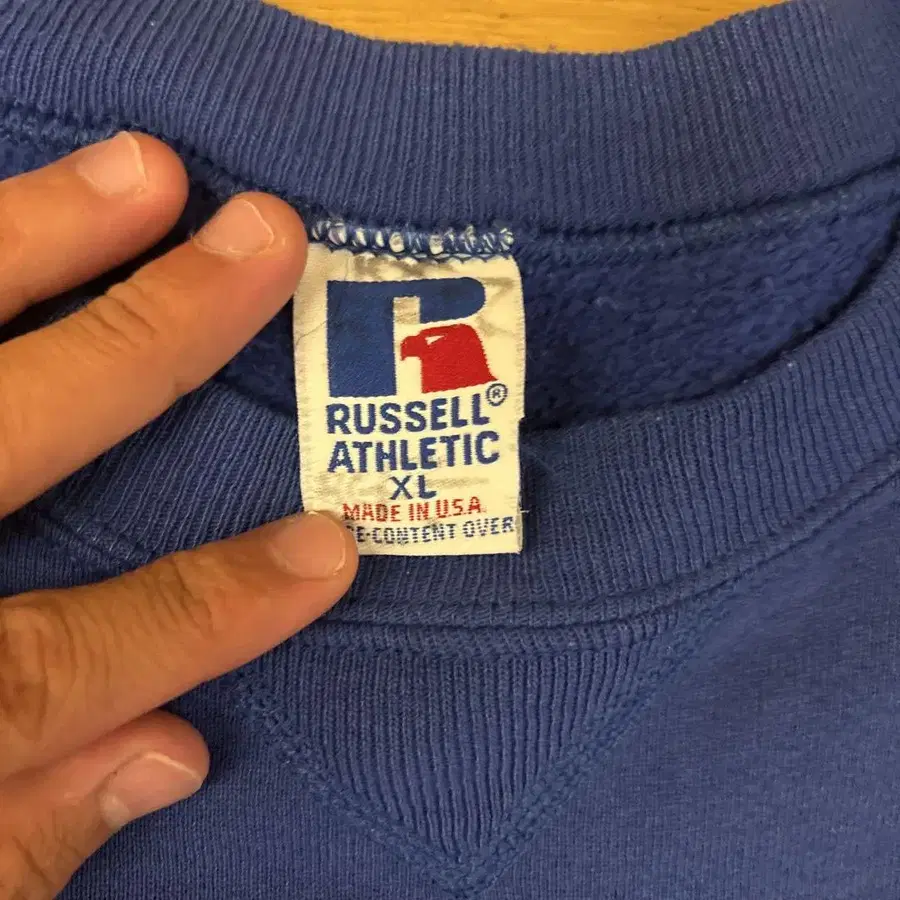 R
RUSSELL®
ATHLETIC
XL
MADE IN U.S.A.
-CONTENT OVER